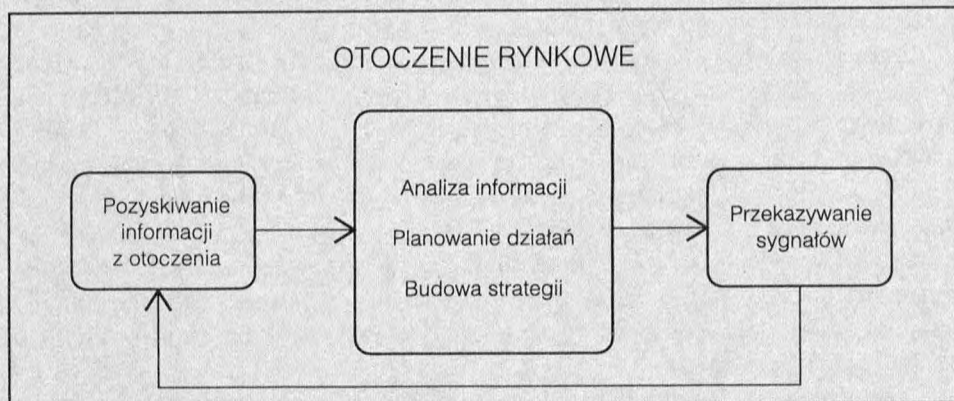 OTOCZENIE RYNKOWE
Pozyskiwanie
informacji
z otoczenia
Analiza informacji
Planowanie działań
Budowa strategii
Przekazywanie
sygnałów